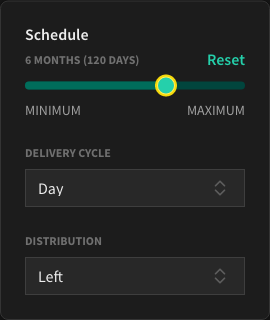 Schedule
6 MONTHS (120 DAYS) Reset
MINIMUM MAXIMUM
DELIVERY CYCLE
Day
DISTRIBUTION
Left